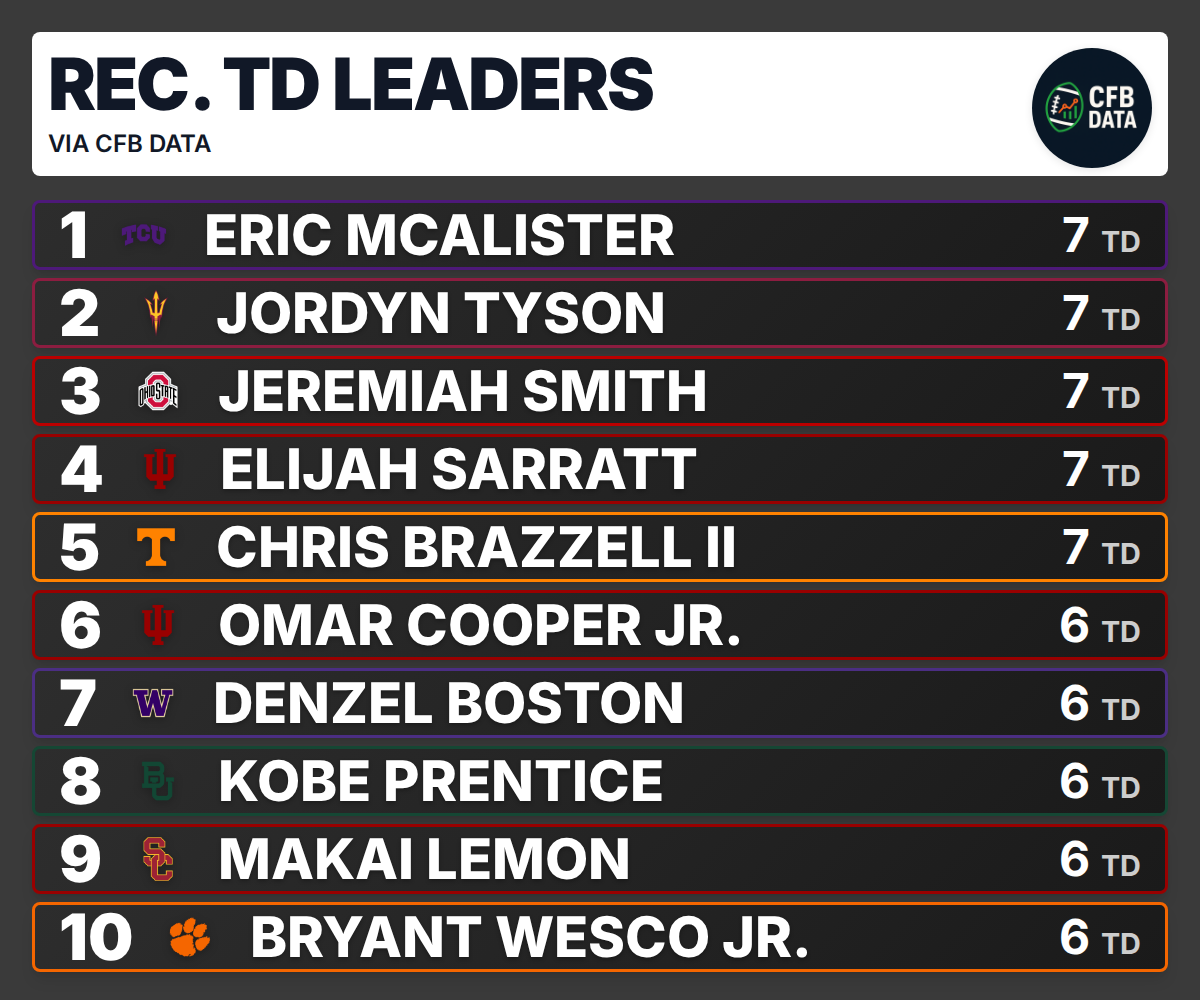 REC. TD LEADERS
VIA CFB DATA
CFB
DATA
1 TCU ERIC MCALISTER 7 TD
2 JORDYN TYSON 7 TD
3 OHIO STATE JEREMIAH SMITH 7 TD
4 ELIJAH SARRATT 7 TD
5 T CHRIS BRAZZELL II 7 TD
6 OMAR COOPER JR. 6 TD
7 W DENZEL BOSTON 6 TD
8 BU KOBE PRENTICE 6 TD
9 SC MAKAI LEMON 6 TD
10 BRYANT WESCO JR. 6 TD